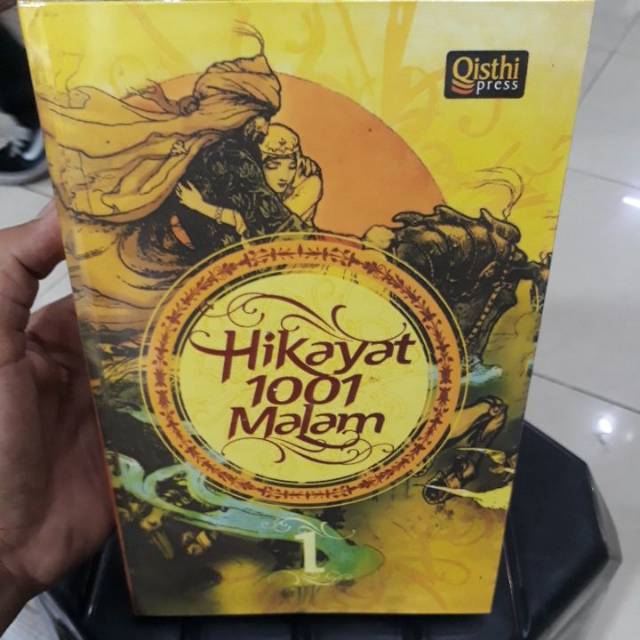 Qisthi
press
Hikayat
1001
Malam
1